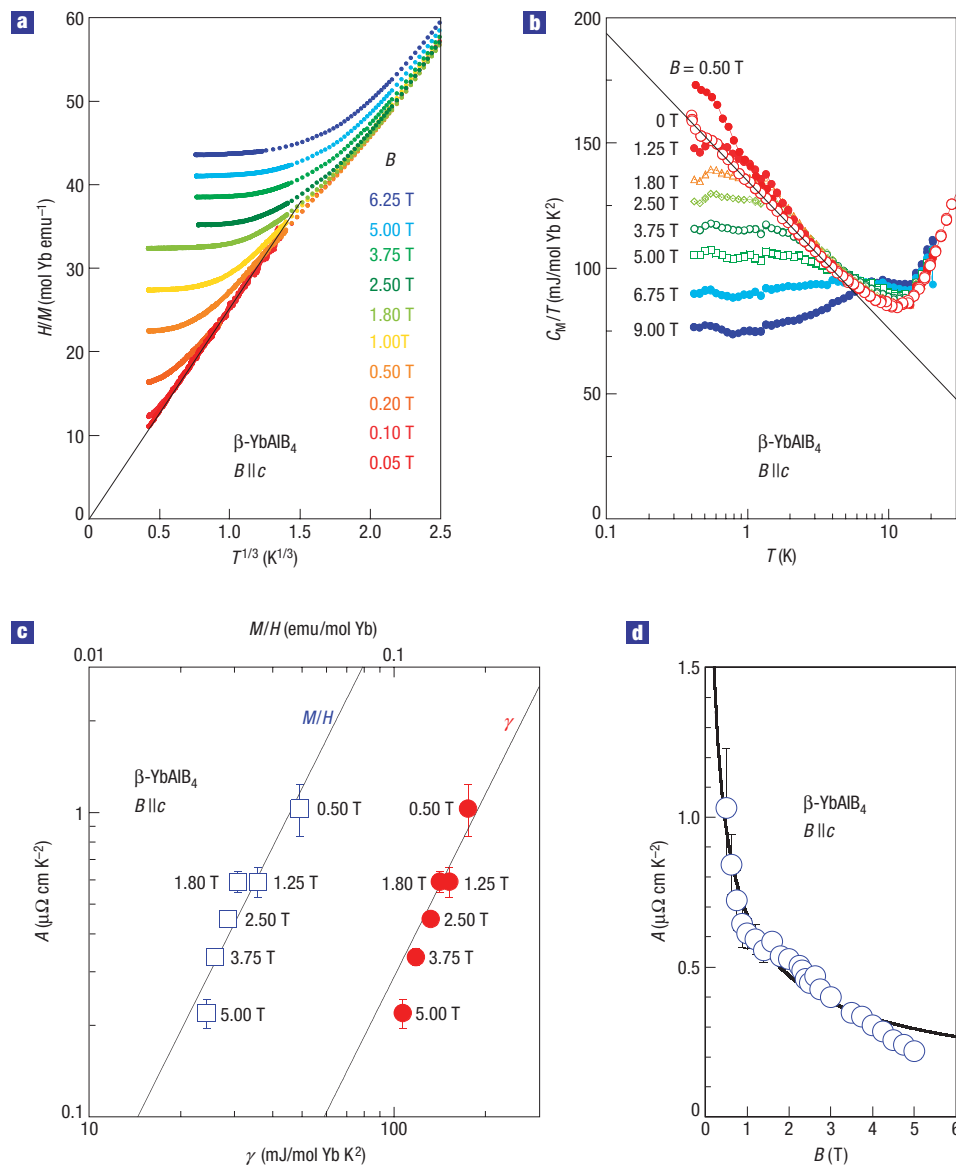 a
60
50
40
30
20
10
0
H/M (mol Yb emu⁻¹)
B
6.25 T
5.00 T
3.75 T
2.50 T
1.80 T
1.00T
0.50 T
0.20 T
0.10 T
0.05 T
β-YbAlB₄
B || c
0 0.5 1.0 1.5 2.0 2.5
T^1/3 (K^1/3)
b
200
150
100
50
0
C_M/T (mJ/mol Yb K²)
B = 0.50 T
0 T
1.25 T
1.80 T
2.50 T
3.75 T
5.00 T
6.75 T
9.00 T
β-YbAlB₄
B || c
0.1 1 10
T (K)
c
M/H (emu/mol Yb)
0.01 0.1
M/H
γ
β-YbAlB₄
B || c
0.50 T 0.50 T
1.80 T 1.25 T 1.80 T 1.25 T
2.50 T 2.50 T
3.75 T 3.75 T
5.00 T 5.00 T
1
0.1
A (μΩ cm K⁻²)
10 100
γ (mJ/mol Yb K²)
d
1.5
1.0
0.5
0
A (μΩ cm K⁻²)
β-YbAlB₄
B || c
0 1 2 3 4 5 6
B (T)